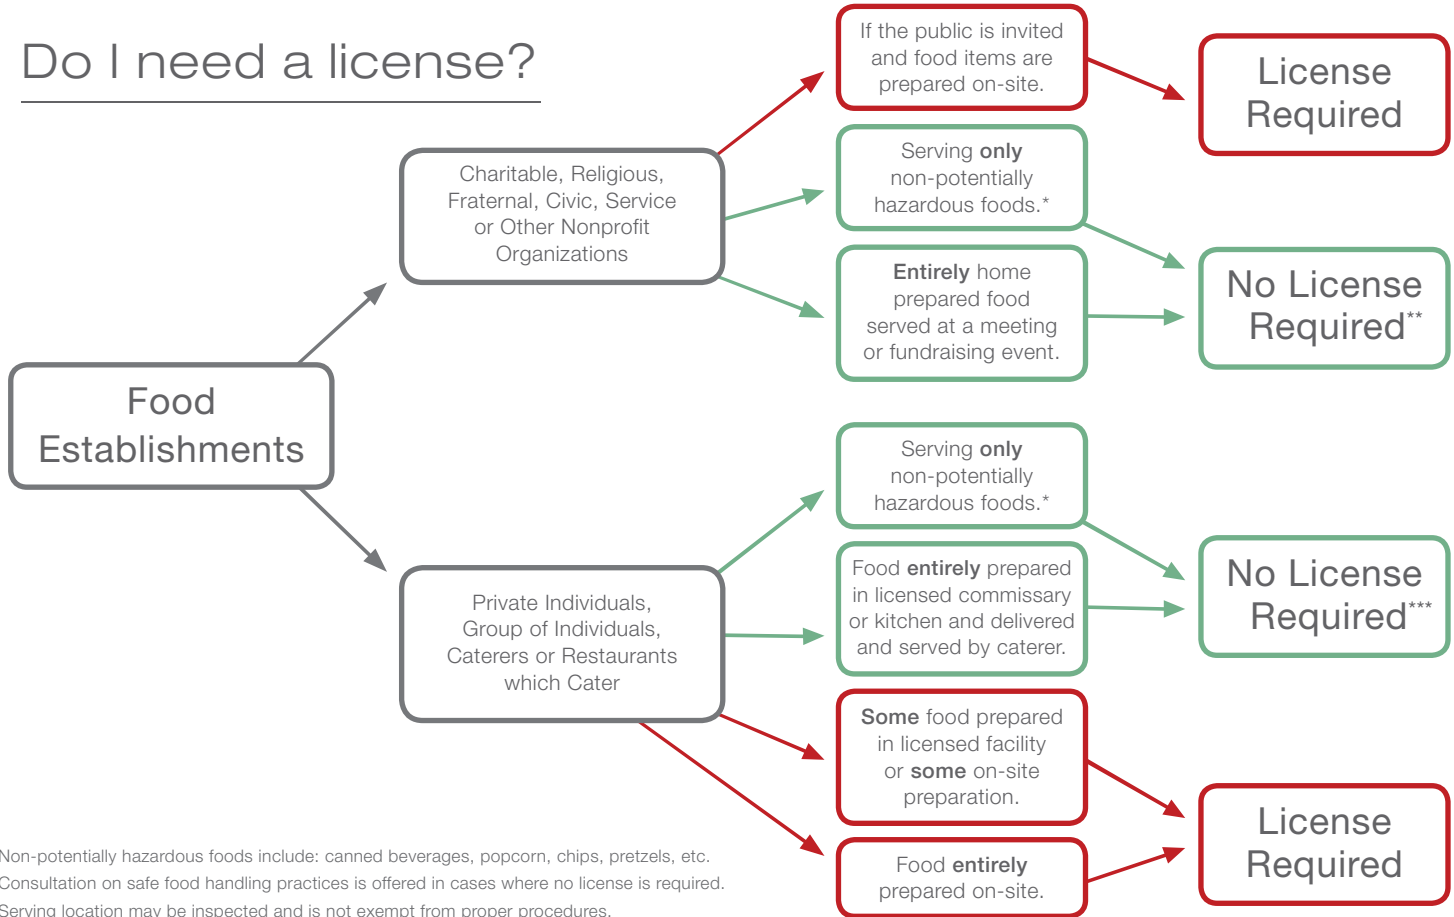 Do I need a license?
If the public is invited
and food items are
prepared on-site.
License
Required
Charitable, Religious,
Fraternal, Civic, Service
or Other Nonprofit
Organizations
Serving only
non-potentially
hazardous foods.*
Entirely home
prepared food
served at a meeting
or fundraising event.
No License
Required**
Food
Establishments
Serving only
non-potentially
hazardous foods.*
Food entirely prepared
in licensed commissary
or kitchen and delivered
and served by caterer.
No License
Required***
Private Individuals,
Group of Individuals,
Caterers or Restaurants
which Cater
Some food prepared
in licensed facility
or some on-site
preparation.
Food entirely
prepared on-site.
License
Required
Non-potentially hazardous foods include: canned beverages, popcorn, chips, pretzels, etc.
Consultation on safe food handling practices is offered in cases where no license is required.
Serving location may be inspected and is not exempt from proper procedures.